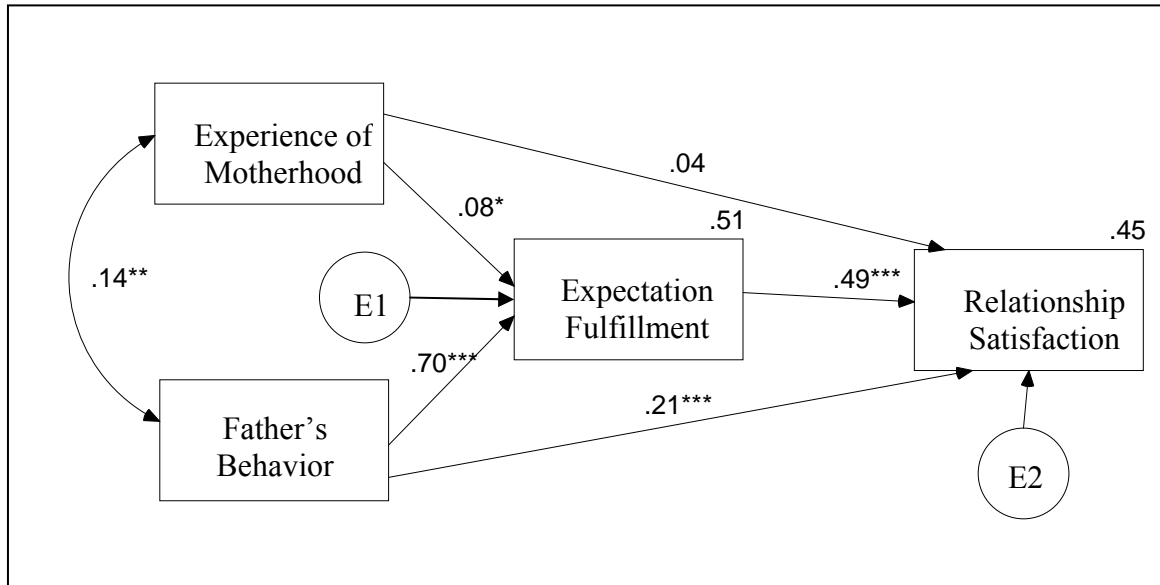 Experience of
Motherhood
.04
.08*
.51
.45
.14**
E1
Expectation
Fulfillment
.49***
Relationship
Satisfaction
.70***
.21***
Father’s
Behavior
E2